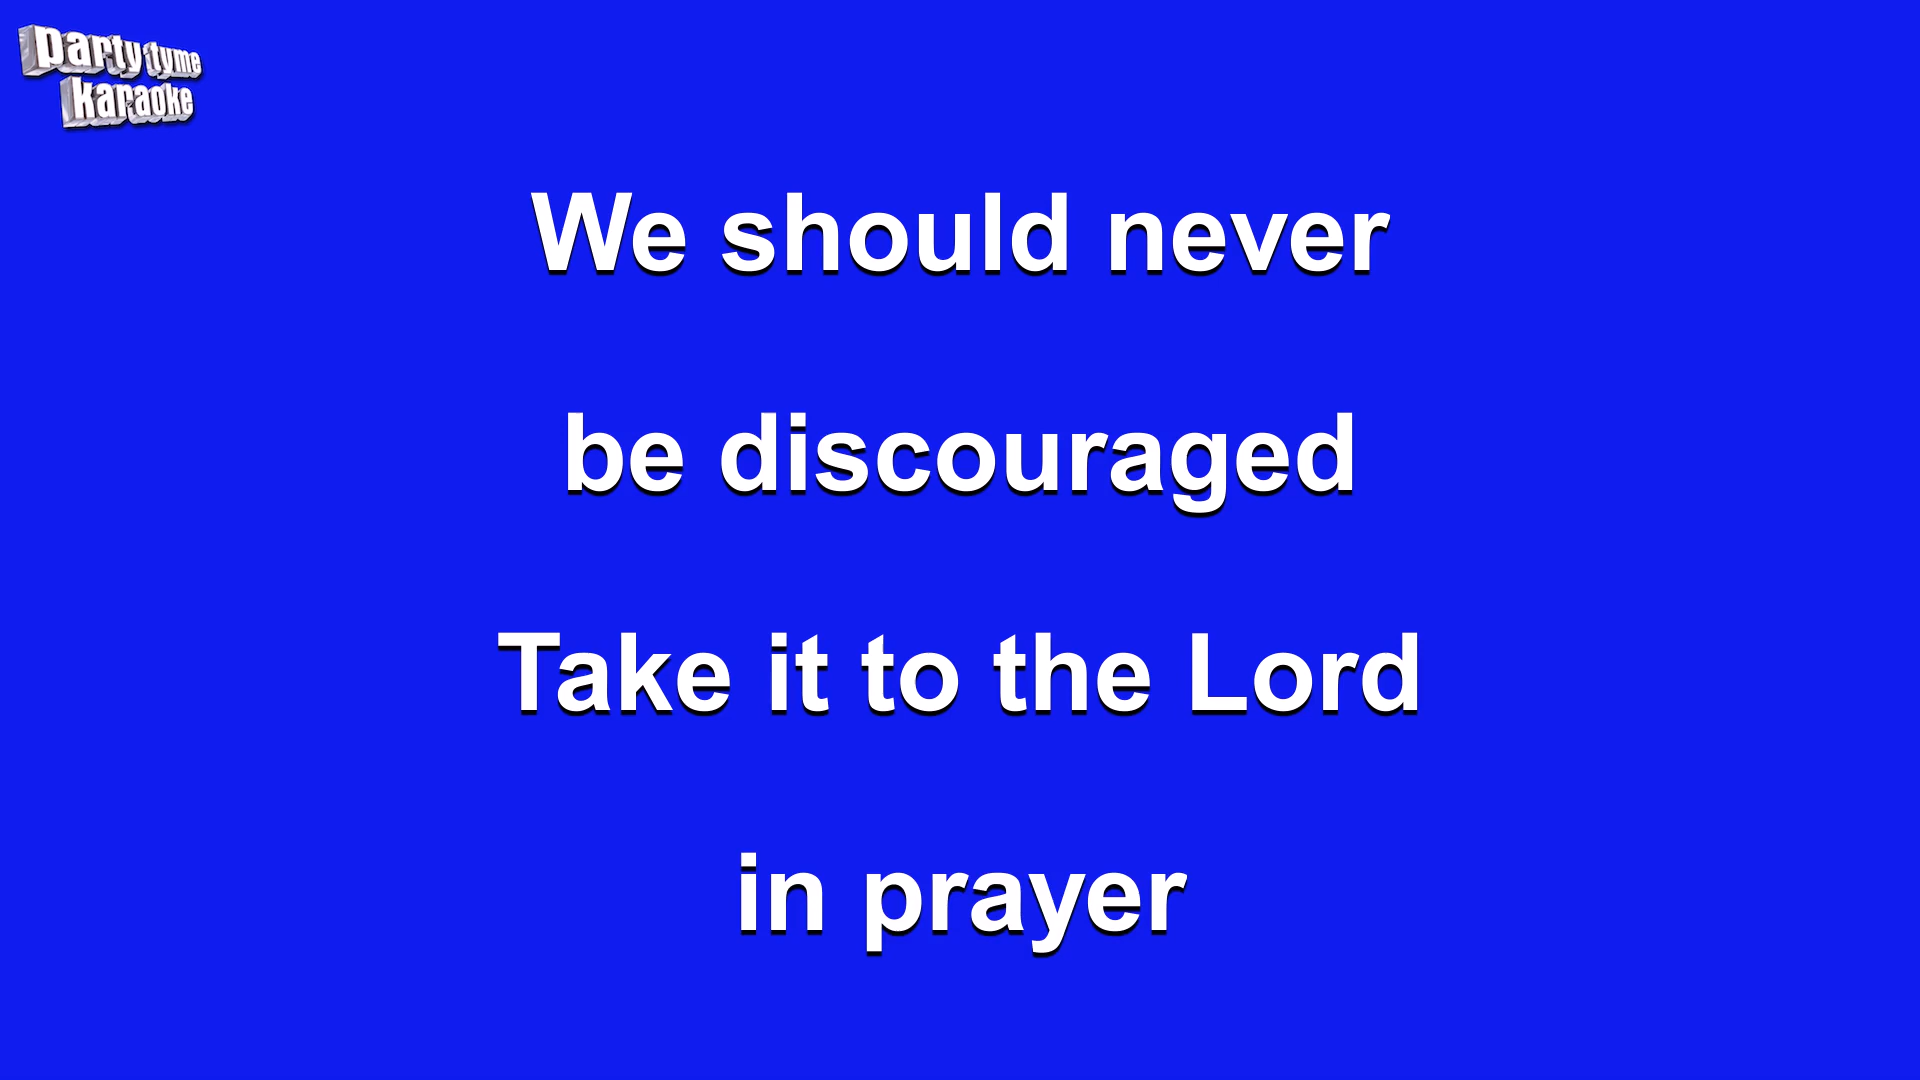 party tyme
karaoke
We should never
be discouraged
Take it to the Lord
in prayer